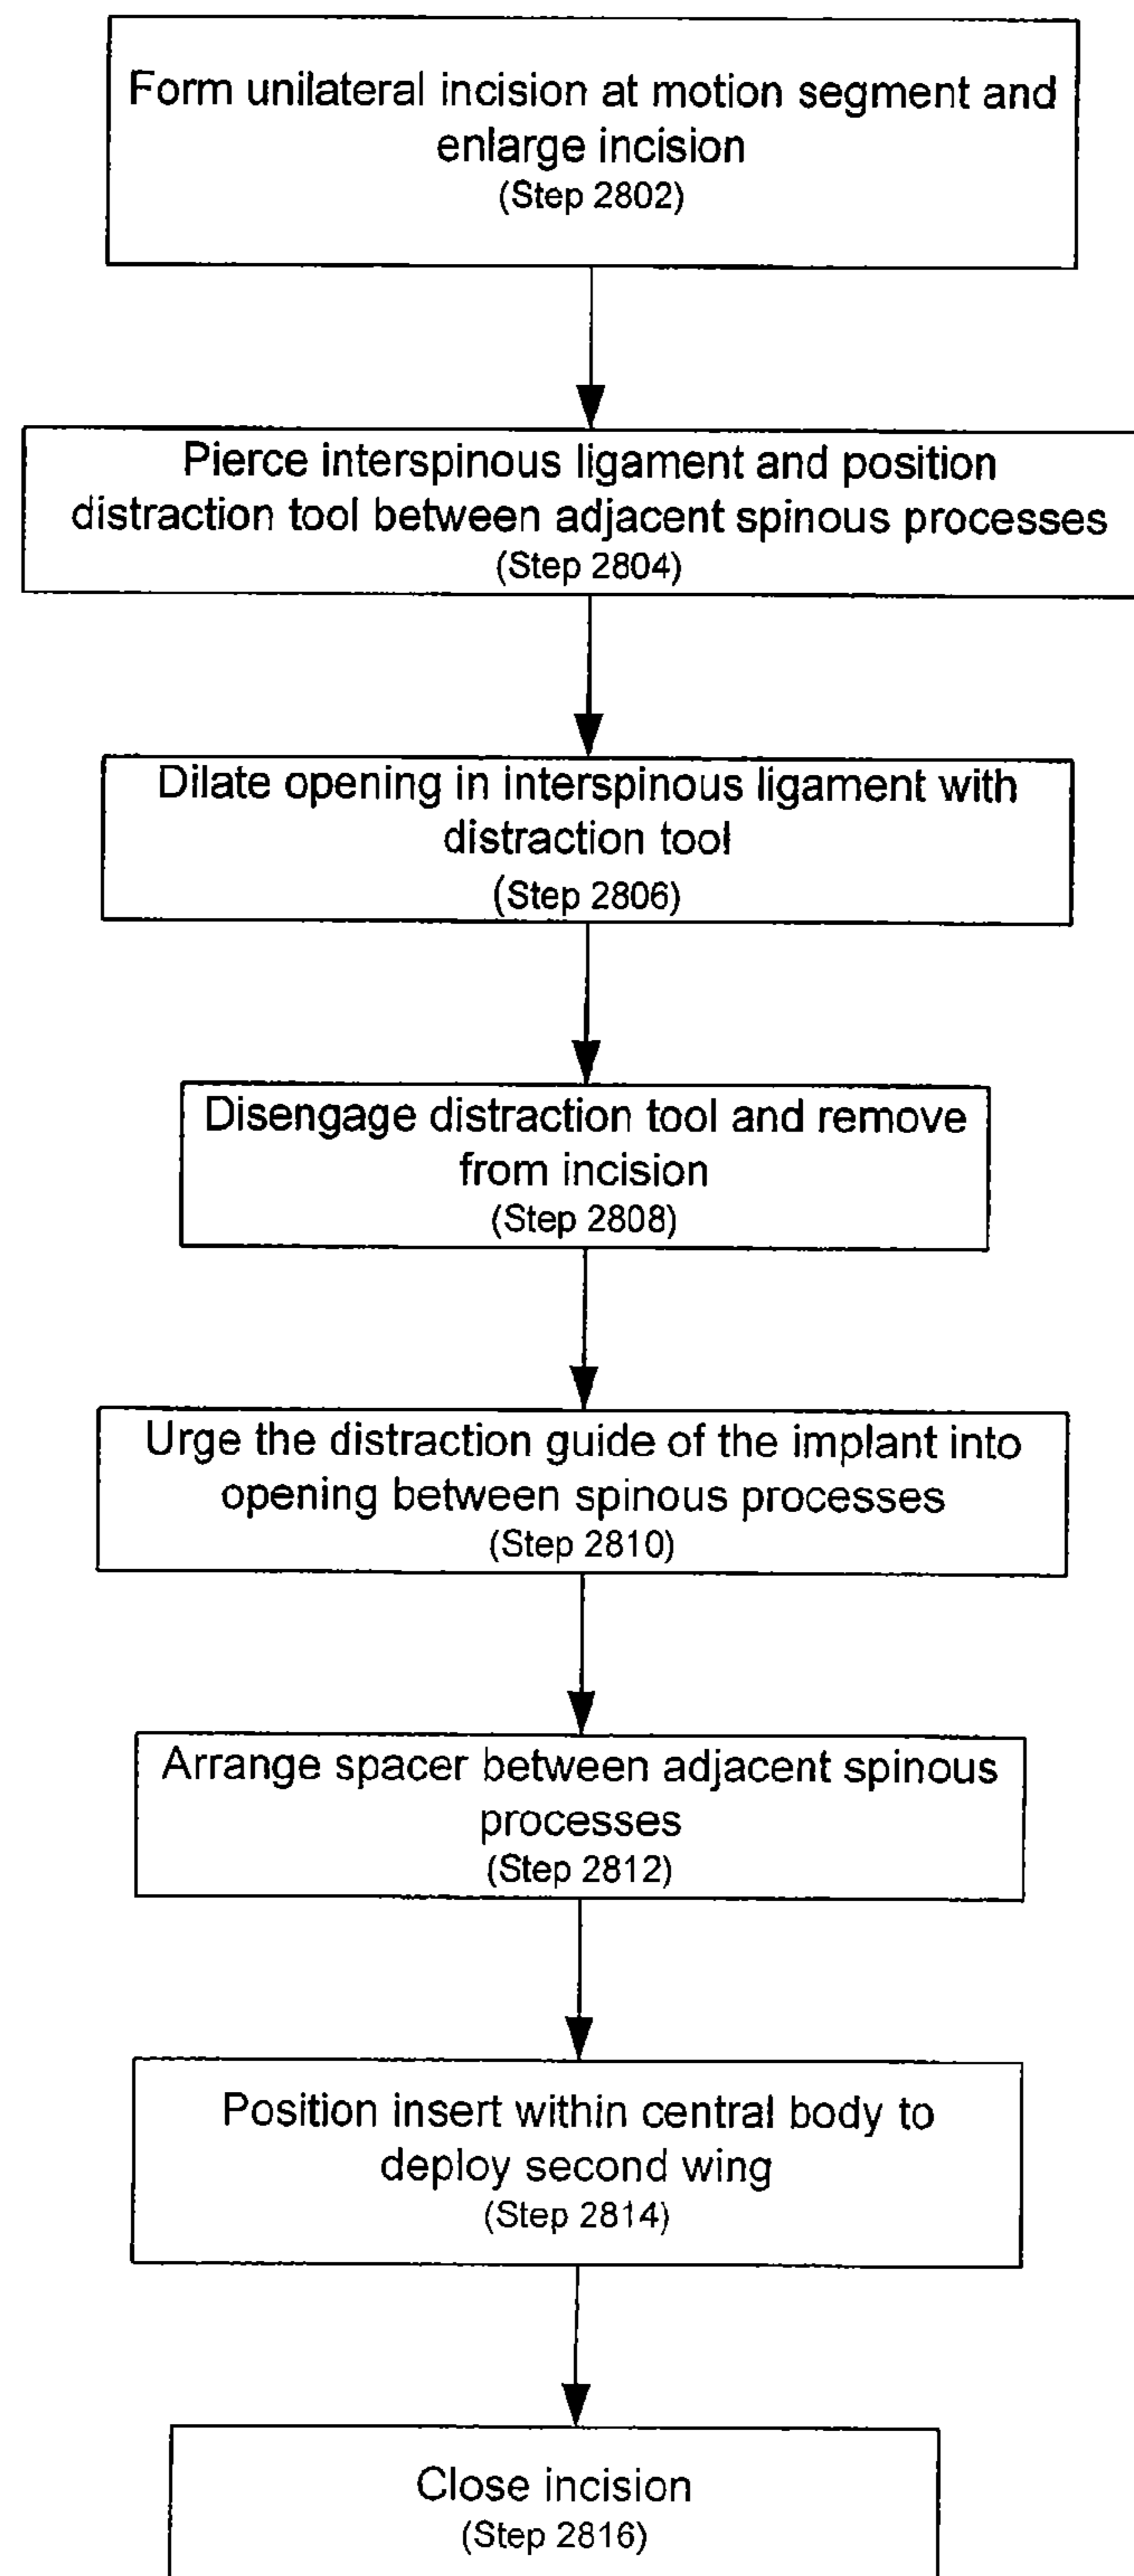 Form unilateral incision at motion segment and
enlarge incision
(Step 2802)
Pierce interspinous ligament and position
distraction tool between adjacent spinous processes
(Step 2804)
Dilate opening in interspinous ligament with
distraction tool
(Step 2806)
Disengage distraction tool and remove
from incision
(Step 2808)
Urge the distraction guide of the implant into
opening between spinous processes
(Step 2810)
Arrange spacer between adjacent spinous
processes
(Step 2812)
Position insert within central body to
deploy second wing
(Step 2814)
Close incision
(Step 2816)